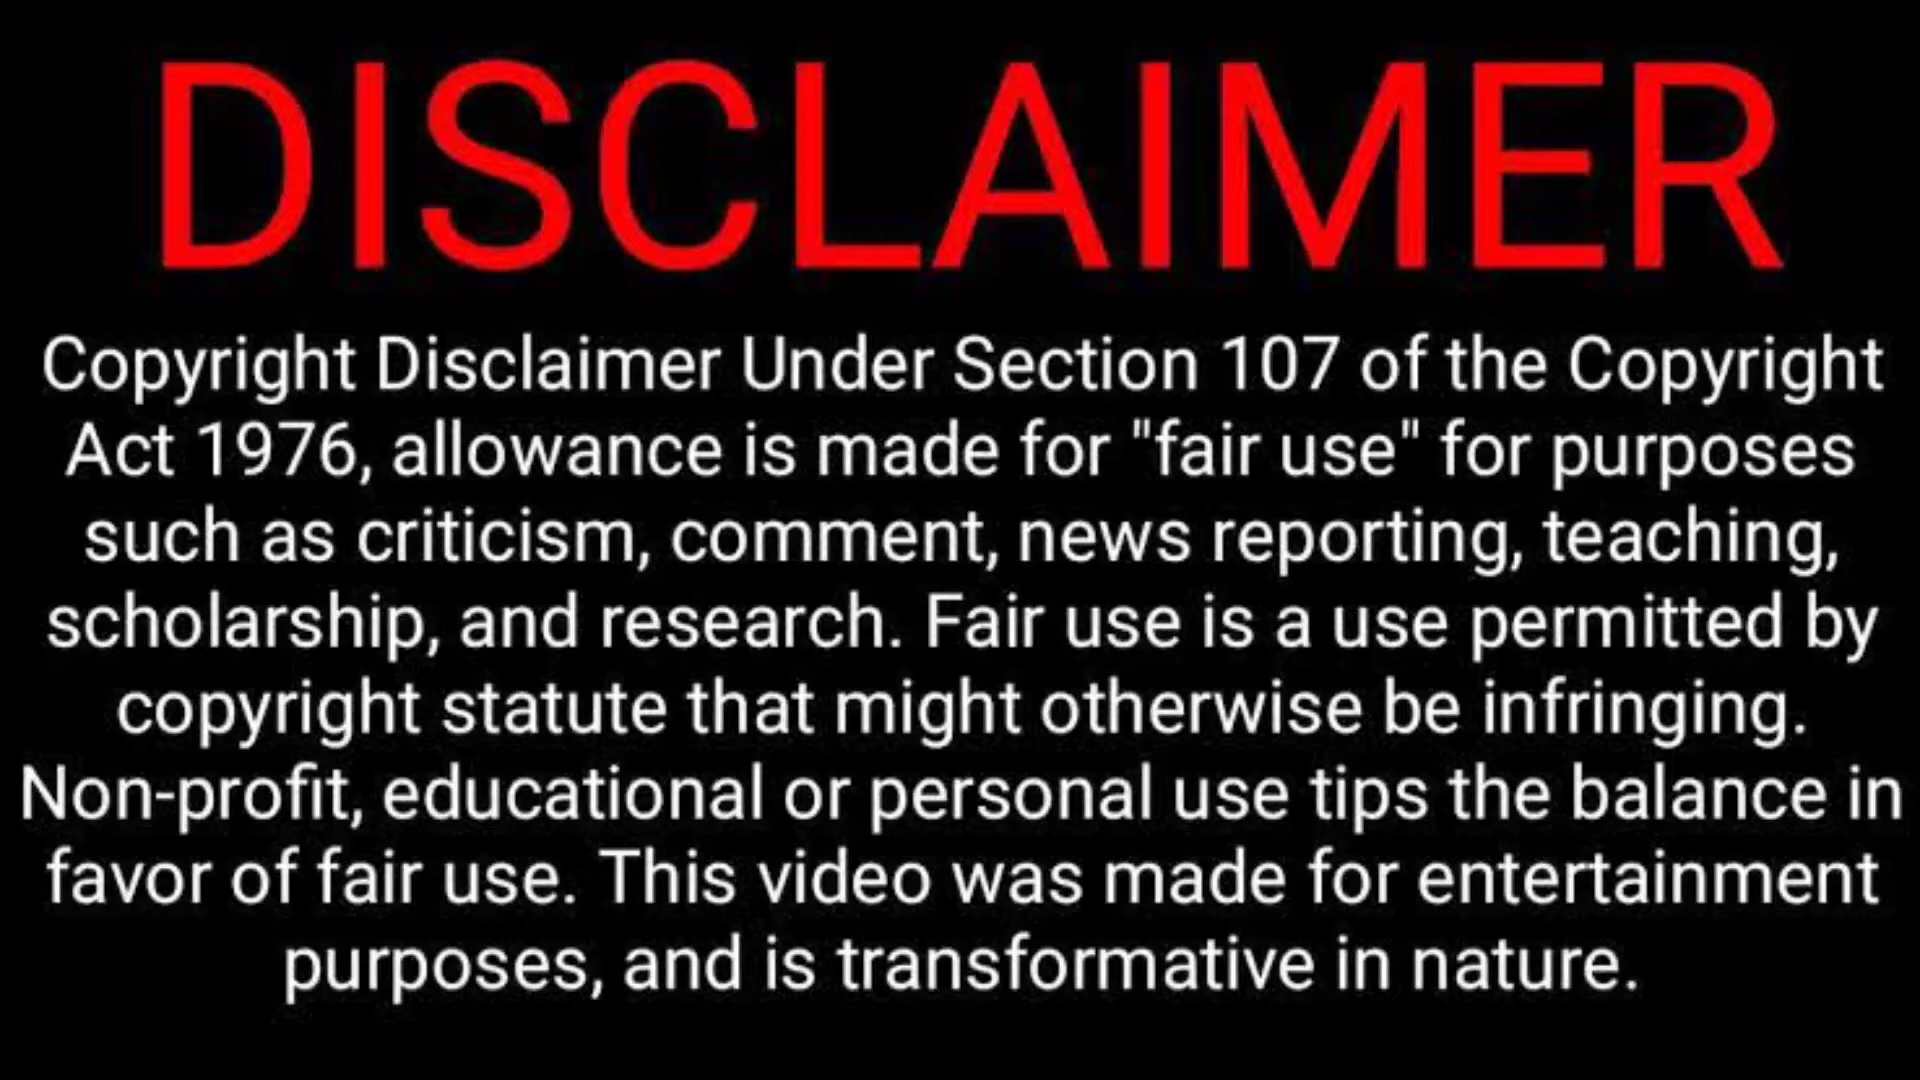 DISCLAIMER
Copyright Disclaimer Under Section 107 of the Copyright
Act 1976, allowance is made for "fair use" for purposes
such as criticism, comment, news reporting, teaching,
scholarship, and research. Fair use is a use permitted by
copyright statute that might otherwise be infringing.
Non-profit, educational or personal use tips the balance in
favor of fair use. This video was made for entertainment
purposes, and is transformative in nature.